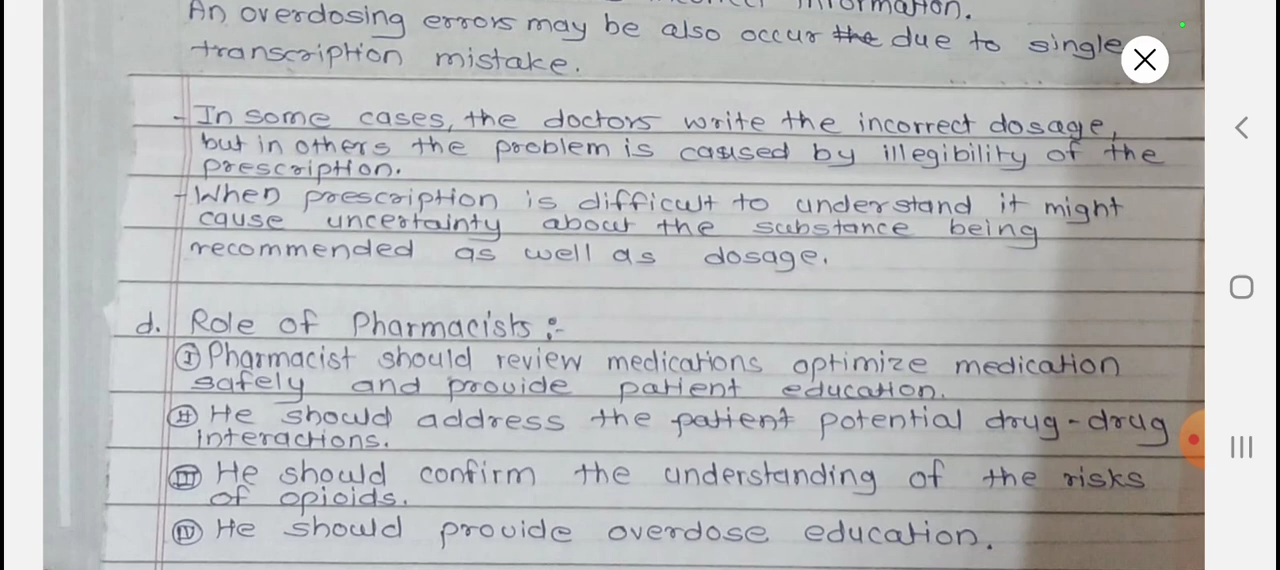 information.
An overdosing errors may be also occur the due to single
transcription mistake.
- In some cases, the doctors write the incorrect dosage,
but in others the problem is caused by illegibility of the
prescription.
- When prescription is difficult to understand it might
cause uncertainty about the substance being
recommended as well as dosage.
d. Role of Pharmacists :-
I Pharmacist should review medications optimize medication
safely and provide patient education.
II He should address the patient potential drug-drug
interactions.
III He should confirm the understanding of the risks
of opioids.
IV He should provide overdose education.